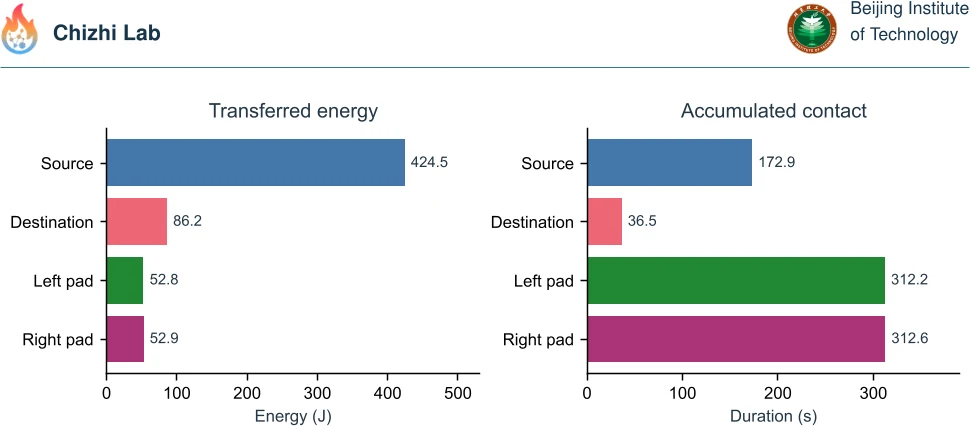 Chizhi Lab
Beijing Institute
of Technology
Transferred energy
Source
424.5
Destination
86.2
Left pad
52.8
Right pad
52.9
0 100 200 300 400 500
Energy (J)
Accumulated contact
Source
172.9
Destination
36.5
Left pad
312.2
Right pad
312.6
0 100 200 300
Duration (s)